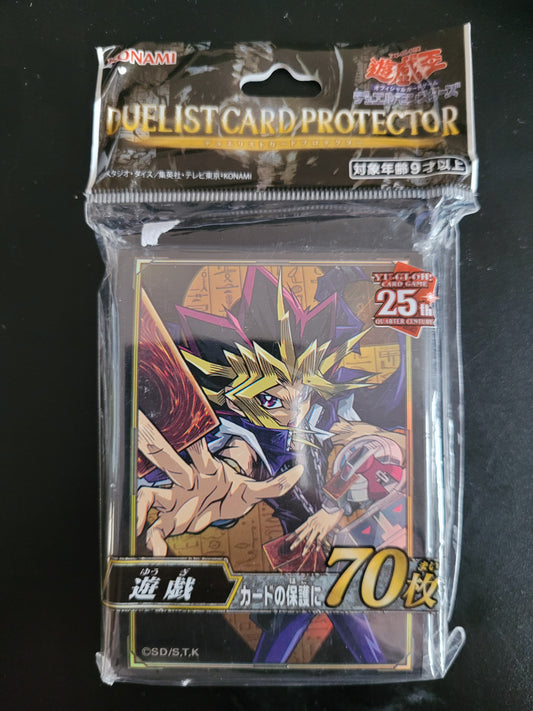 KONAMI
YU-GI-OH!
遊戯王
オフィシャルカードゲーム
デュエルモンスターズ
DUELIST CARD PROTECTOR
デュエリストカードプロテクター
スタジオ・ダイス/集英社・テレビ東京・KONAMI
対象年齢9才以上
YU-GI-OH!
CARD GAME
25th
QUARTER CENTURY
ゆう ぎ
遊戯
カードの保護に
ほご
70枚
まい
©SD/S,T,K